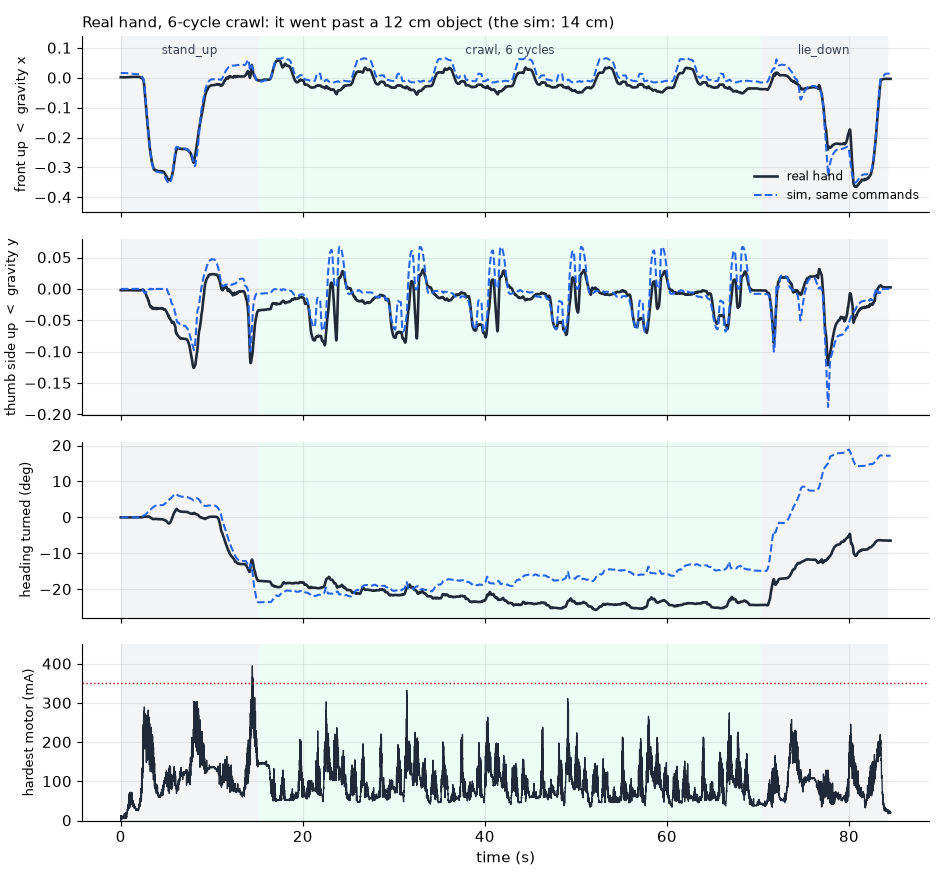 Real hand, 6-cycle crawl: it went past a 12 cm object (the sim: 14 cm)
stand_up
crawl, 6 cycles
lie_down
front up < gravity x
0.1
0.0
−0.1
−0.2
−0.3
−0.4
real hand
sim, same commands
thumb side up < gravity y
0.05
0.00
−0.05
−0.10
−0.15
−0.20
heading turned (deg)
20
10
0
−10
−20
hardest motor (mA)
400
300
200
100
0
0 20 40 60 80
time (s)